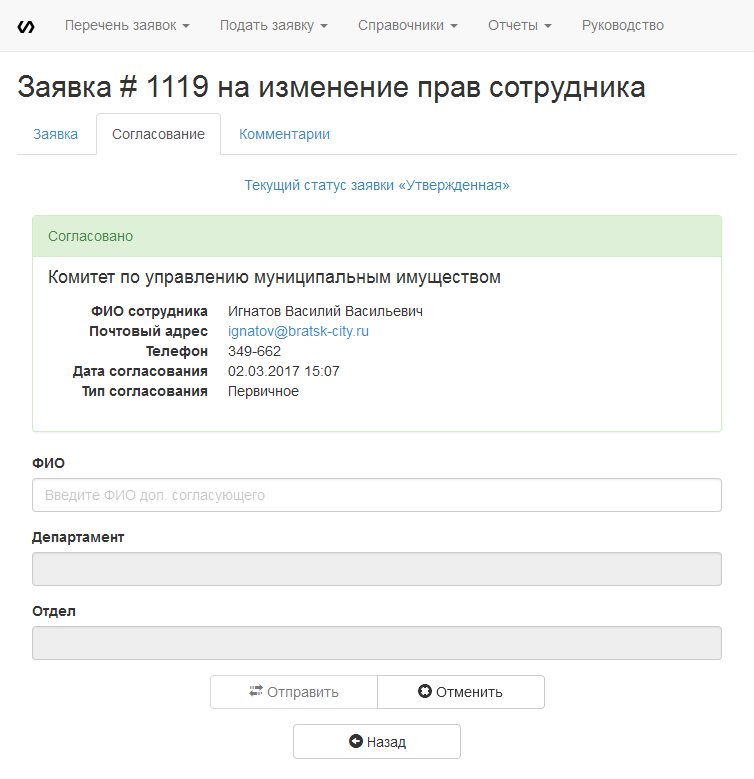 Перечень заявок Подать заявку Справочники Отчеты Руководство
Заявка # 1119 на изменение прав сотрудника
Заявка Согласование Комментарии
Текущий статус заявки «Утвержденная»
Согласовано
Комитет по управлению муниципальным имуществом
ФИО сотрудника Игнатов Василий Васильевич
Почтовый адрес ignatov@bratsk-city.ru
Телефон 349-662
Дата согласования 02.03.2017 15:07
Тип согласования Первичное
ФИО
Введите ФИО доп. согласующего
Департамент
Отдел
Отправить Отменить
Назад